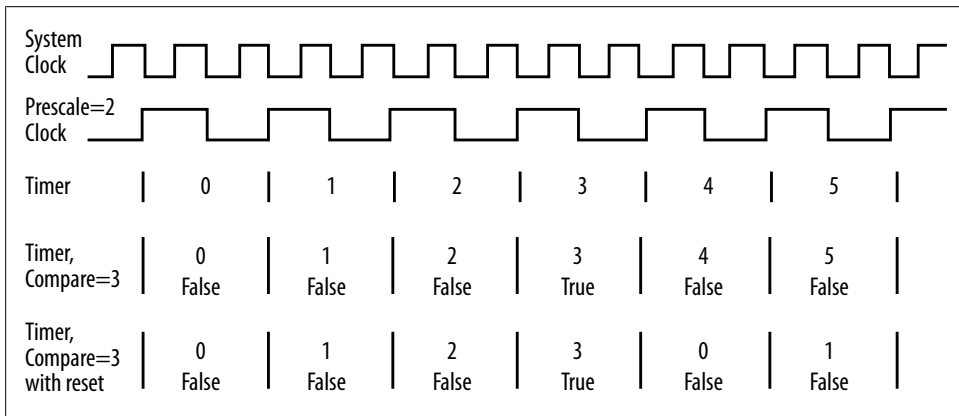 System
Clock
Prescale=2
Clock
Timer 0 1 2 3 4 5
Timer,
Compare=3
0 1 2 3 4 5
False False False True False False
Timer,
Compare=3
with reset
0 1 2 3 0 1
False False False True False False